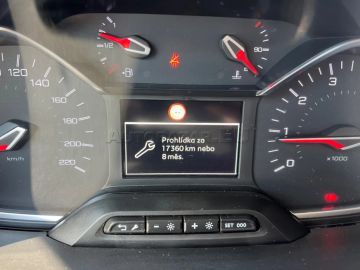 1/2
90
120
140
160
180
200
220
km/h
Prohlídka za
17360 km nebo
8 měs.
0
1
2
3
x1000
SET 000